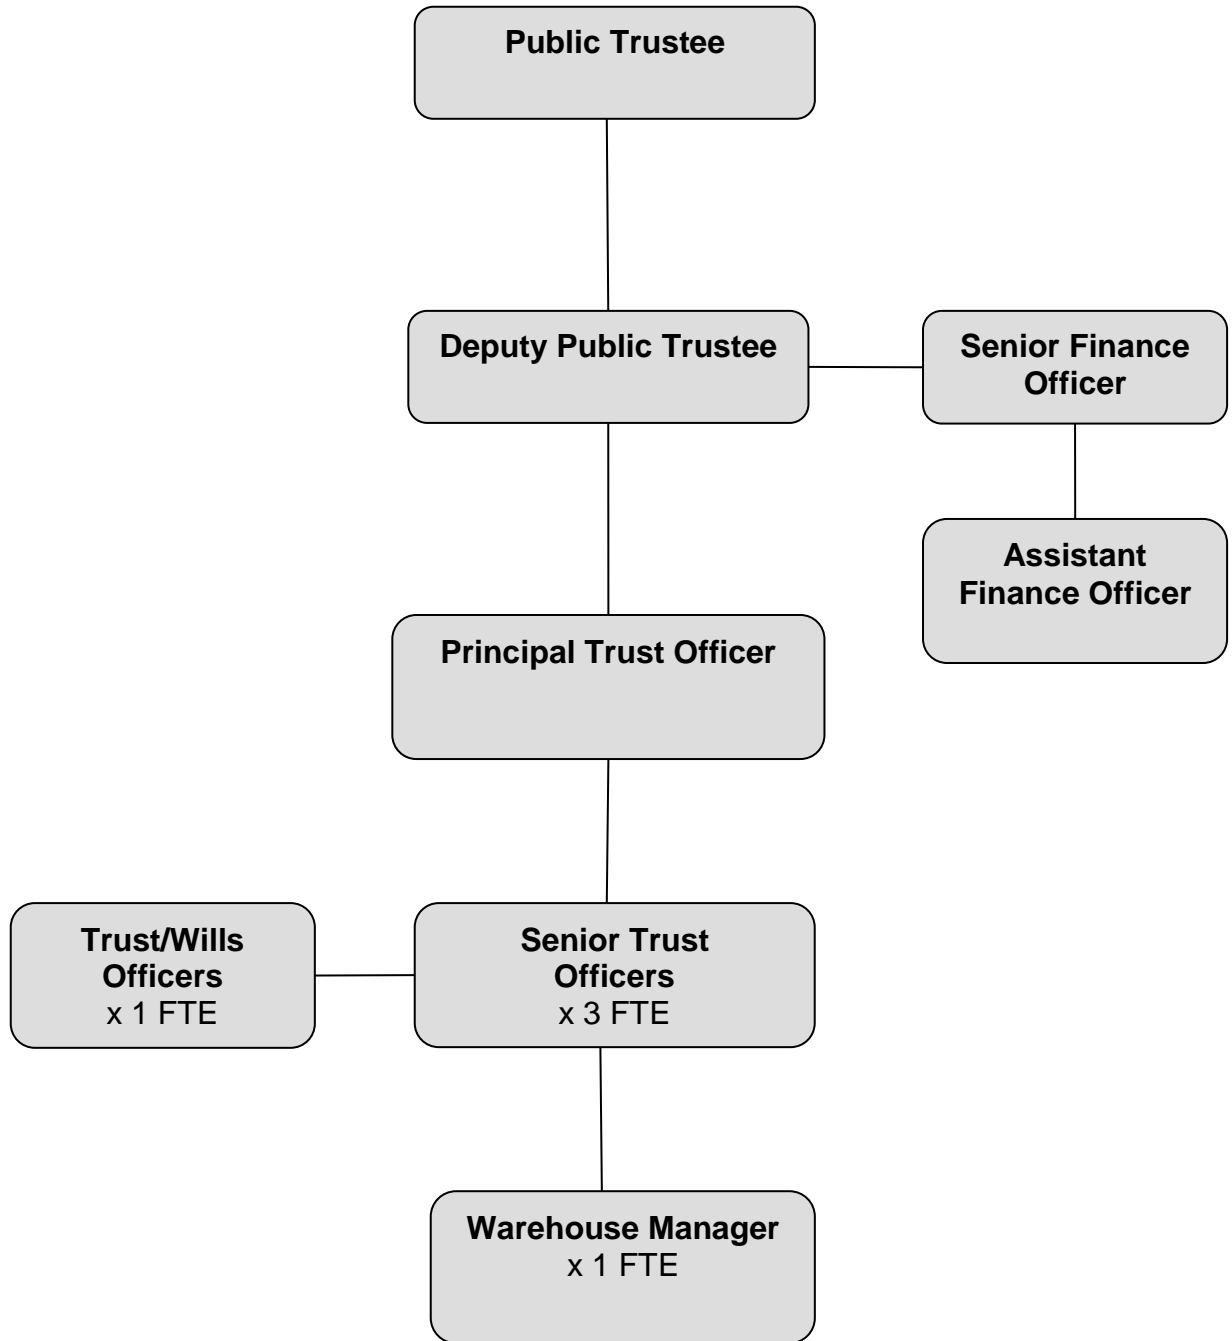 Public Trustee
Deputy Public Trustee
Senior Finance
Officer
Assistant
Finance Officer
Principal Trust Officer
Trust/Wills
Officers
x 1 FTE
Senior Trust
Officers
x 3 FTE
Warehouse Manager
x 1 FTE